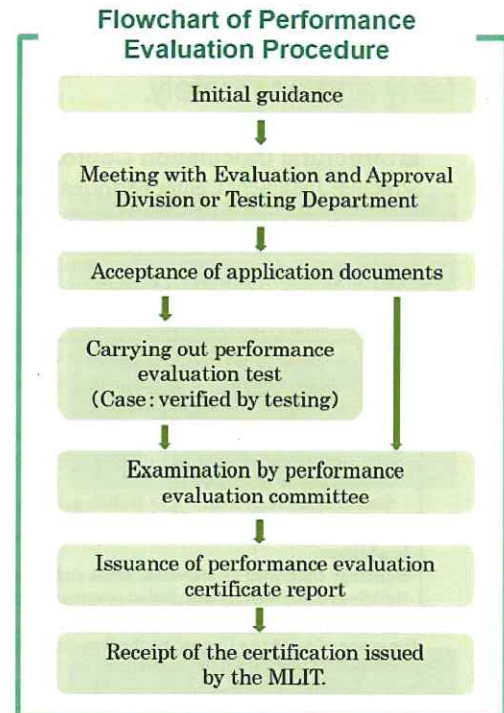 Flowchart of Performance
Evaluation Procedure
Initial guidance
Meeting with Evaluation and Approval
Division or Testing Department
Acceptance of application documents
Carrying out performance
evaluation test
(Case: verified by testing)
Examination by performance
evaluation committee
Issuance of performance evaluation
certificate report
Receipt of the certification issued
by the MLIT.